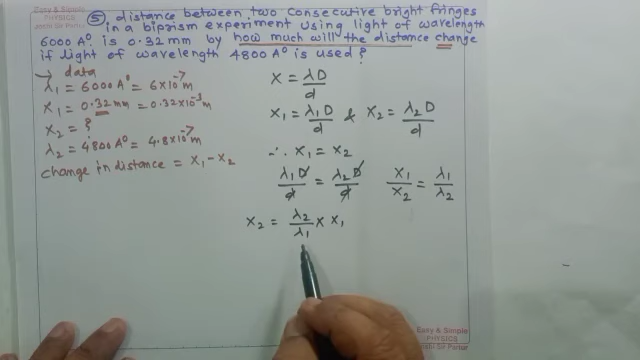 Easy & Simple
PHYSICS
⑤ distance between two consecutive bright fringes
in a biprism experiment using light of wavelength
6000 A° is 0.32 mm by how much will the distance change
if light of wavelength 4800 A° is used ?
→ data
λ₁ = 6000 A° = 6×10⁻⁷ m
X₁ = 0.32 mm = 0.32×10⁻³ m
X₂ = ?
λ₂ = 4800 A° = 4.8×10⁻⁷ m
change in distance = X₁ - X₂
X = λD/d
X₁ = λ₁D/d & X₂ = λ₂D/d
∴ X₁ = X₂
λ₁D/d = λ₂D/d X₁/X₂ = λ₁/λ₂
X₂ = λ₂/λ₁ × X₁
Easy & Simple
PHYSICS